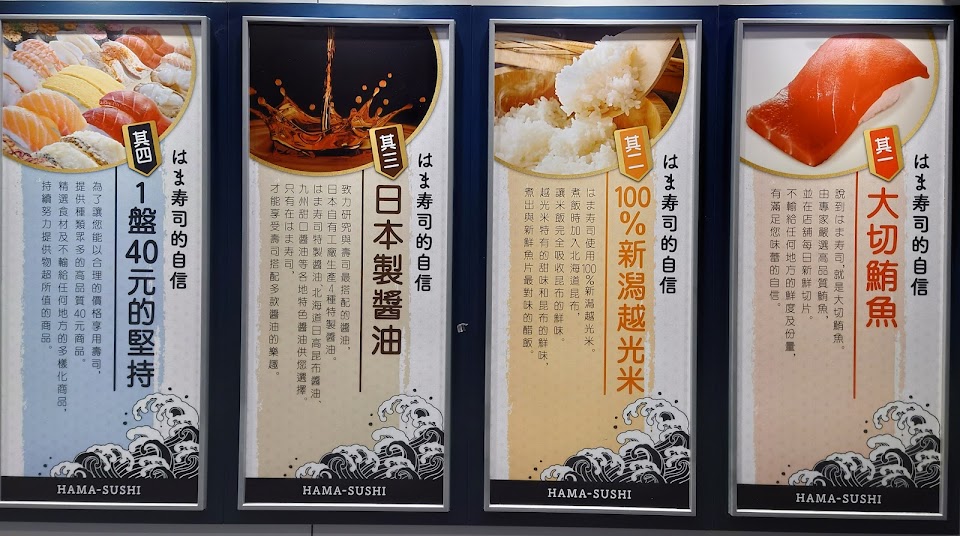 はま寿司的自信
其一
大切鮪魚
說到はま寿司，就是大切鮪魚。
由專家嚴選高品質鮪魚，
並在店舖每日新鮮切片。
不輸給任何地方的鮮度及份量，
有滿足您味蕾的自信。
HAMA-SUSHI
はま寿司的自信
其二
100%新潟越光米
はま寿司使用100%新潟越光米。
煮飯時加入北海道昆布，
讓米飯完全吸收昆布的鮮味。
越光米特有的甜味和昆布的鮮味，
煮出與新鮮魚片最對味的醋飯。
HAMA-SUSHI
はま寿司的自信
其三
日本製醬油
致力研究與壽司最搭配的醬油，
日本自有工廠生產4種特製醬油。
はま寿司特製醬油、北海道日高昆布醬油、
九州甜口醬油等各地特色醬油供您選擇。
只有在はま寿司，
才能享受壽司搭配多款醬油的樂趣。
HAMA-SUSHI
はま寿司的自信
其四
1盤40元的堅持
為了讓您能以合理的價格享用壽司，
提供種類眾多的高品質40元商品。
精選食材及不輸給任何地方的多樣化商品，
持續努力提供物超所值的商品。
HAMA-SUSHI